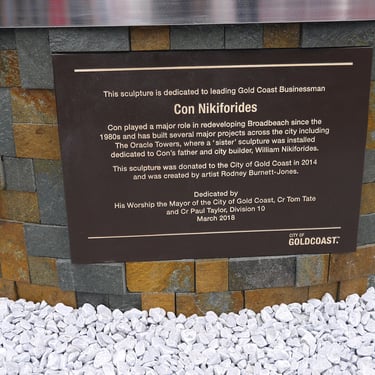 This sculpture is dedicated to leading Gold Coast Businessman
Con Nikiforides
Con played a major role in redeveloping Broadbeach since the
1980s and has built several major projects across the city including
The Oracle Towers, where a 'sister' sculpture was installed
dedicated to Con's father and city builder, William Nikiforides.
This sculpture was donated to the City of Gold Coast in 2014
and was created by artist Rodney Burnett-Jones.
Dedicated by
His Worship the Mayor of the City of Gold Coast, Cr Tom Tate
and Cr Paul Taylor, Division 10
March 2018
CITY OF
GOLDCOAST.